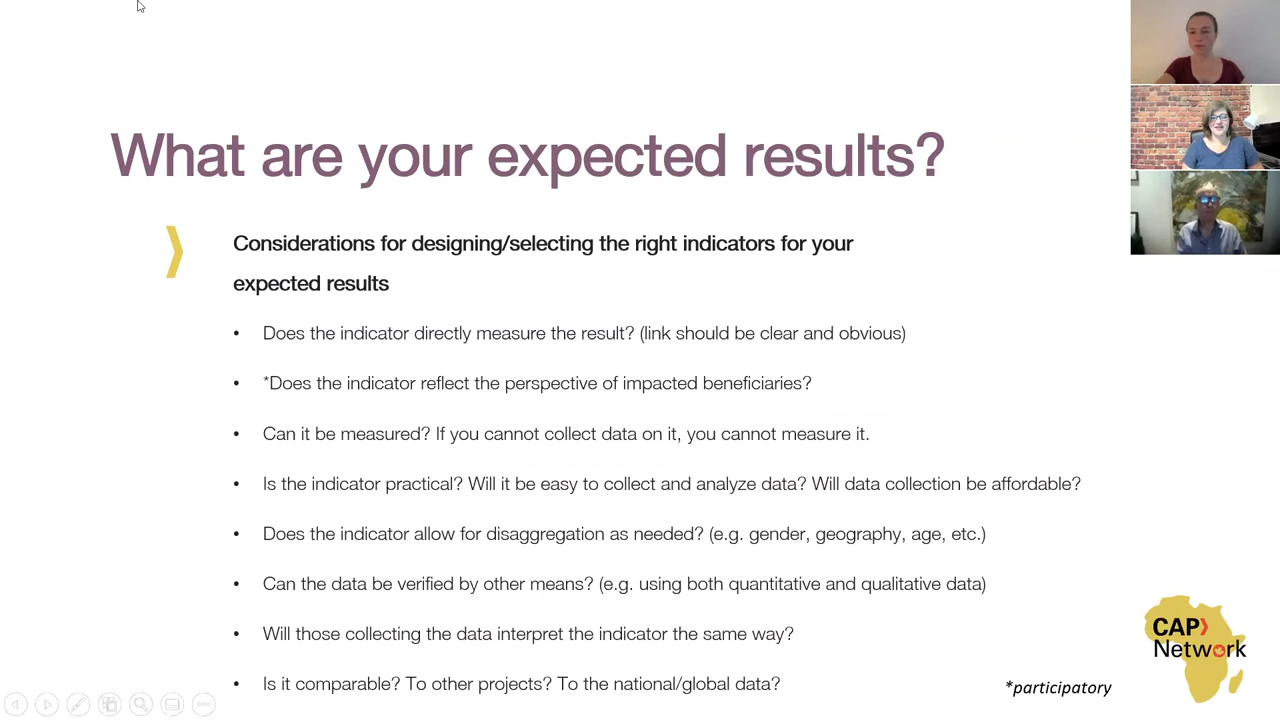 What are your expected results?
Considerations for designing/selecting the right indicators for your
expected results
• Does the indicator directly measure the result? (link should be clear and obvious)
• *Does the indicator reflect the perspective of impacted beneficiaries?
• Can it be measured? If you cannot collect data on it, you cannot measure it.
• Is the indicator practical? Will it be easy to collect and analyze data? Will data collection be affordable?
• Does the indicator allow for disaggregation as needed? (e.g. gender, geography, age, etc.)
• Can the data be verified by other means? (e.g. using both quantitative and qualitative data)
• Will those collecting the data interpret the indicator the same way?
• Is it comparable? To other projects? To the national/global data?
*participatory
CAP
Network